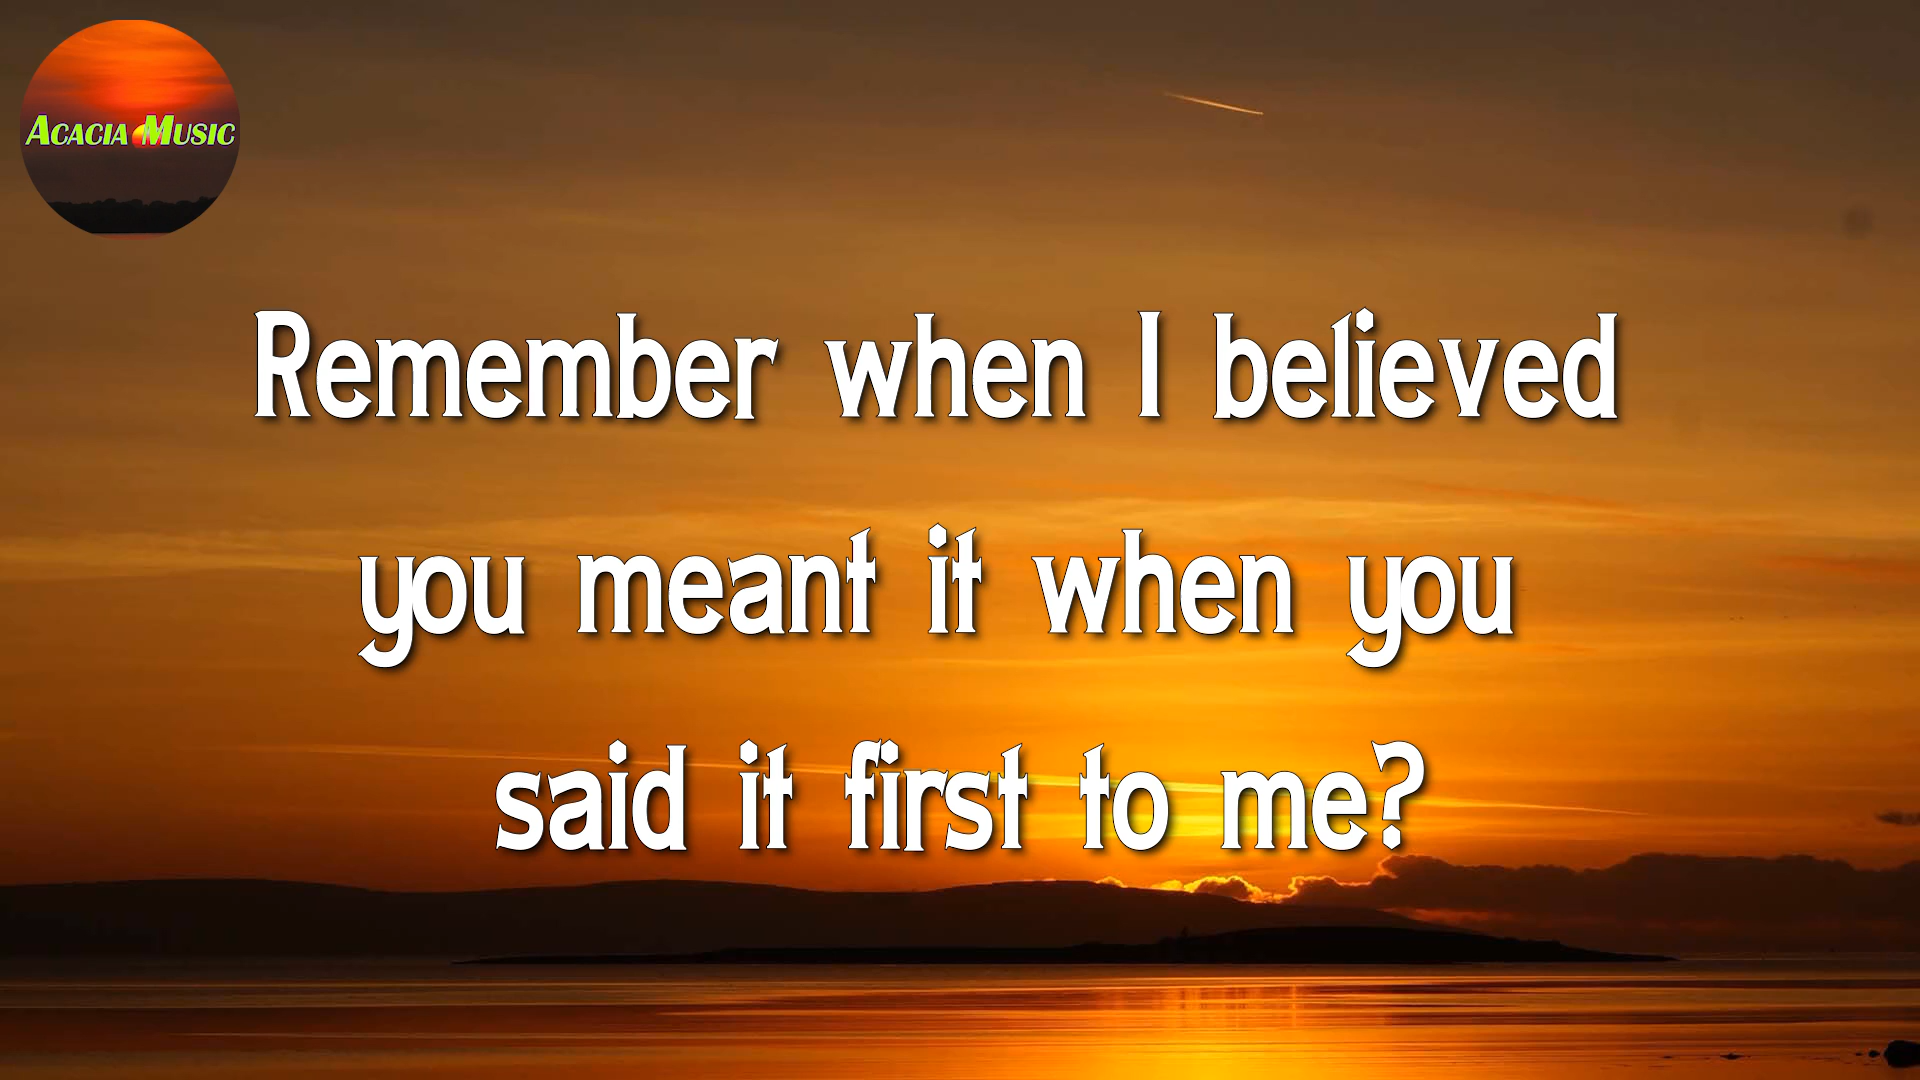 Acacia Music
Remember when I believed
you meant it when you
said it first to me?